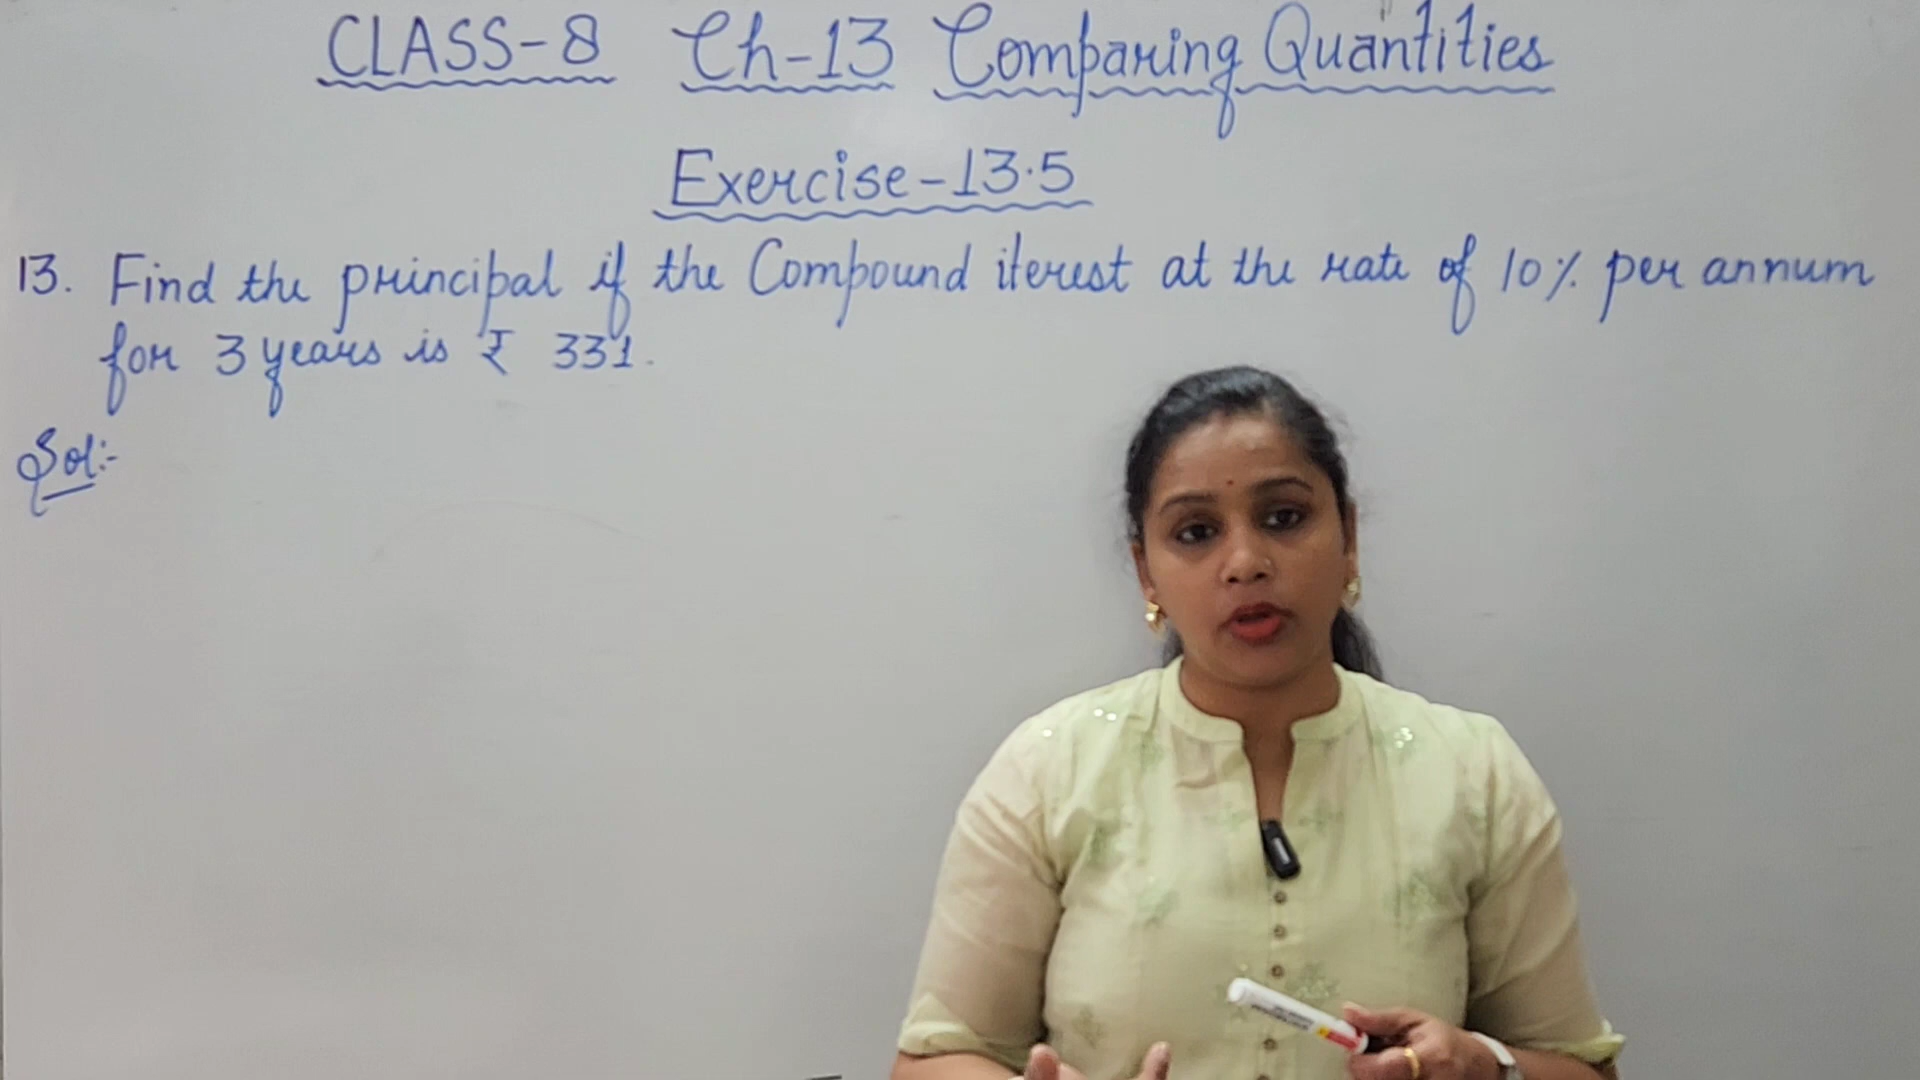 CLASS-8 Ch-13 Comparing Quantities
Exercise-13.5
13. Find the principal if the Compound iterest at the rate of 10% per annum
for 3 years is ₹ 331.
Sol:-